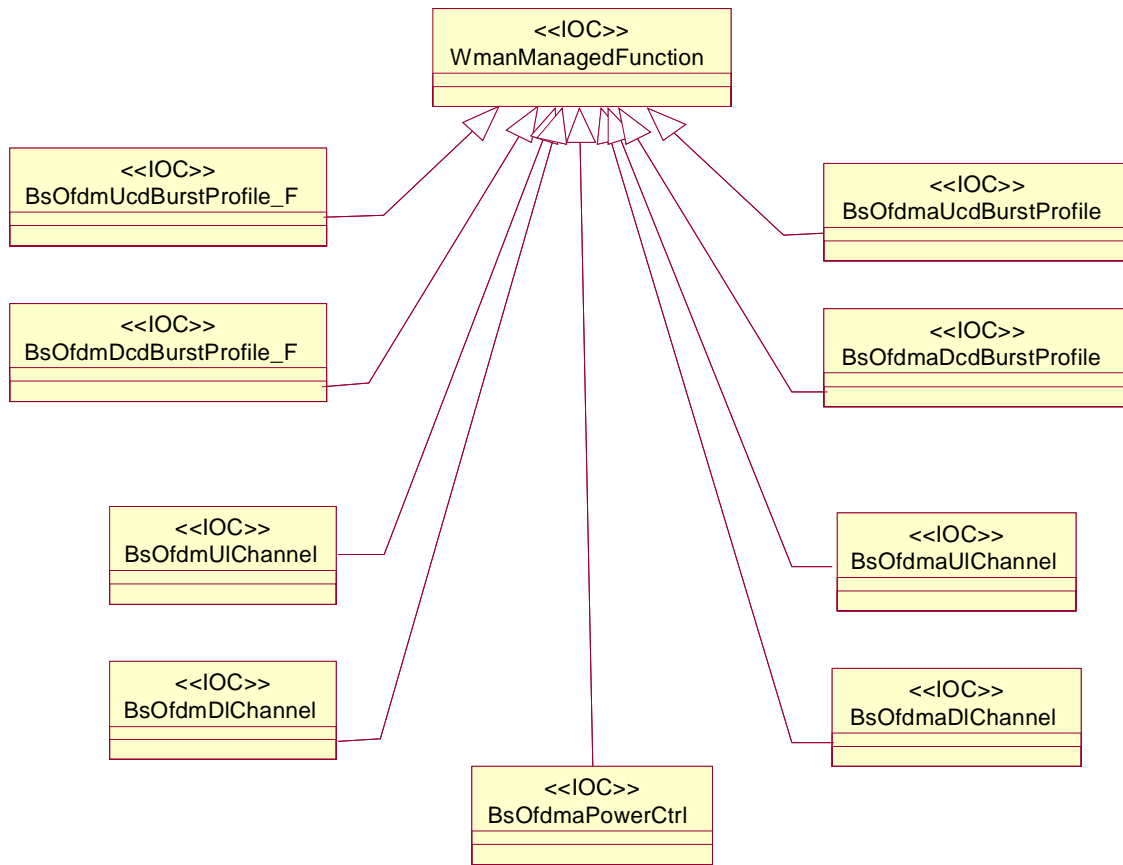 <<IOC>>
WmanManagedFunction
<<IOC>>
BsOfdmUcdBurstProfile_F
<<IOC>>
BsOfdmaUcdBurstProfile
<<IOC>>
BsOfdmDcdBurstProfile_F
<<IOC>>
BsOfdmaDcdBurstProfile
<<IOC>>
BsOfdmUlChannel
<<IOC>>
BsOfdmaUlChannel
<<IOC>>
BsOfdmDlChannel
<<IOC>>
BsOfdmaDlChannel
<<IOC>>
BsOfdmaPowerCtrl